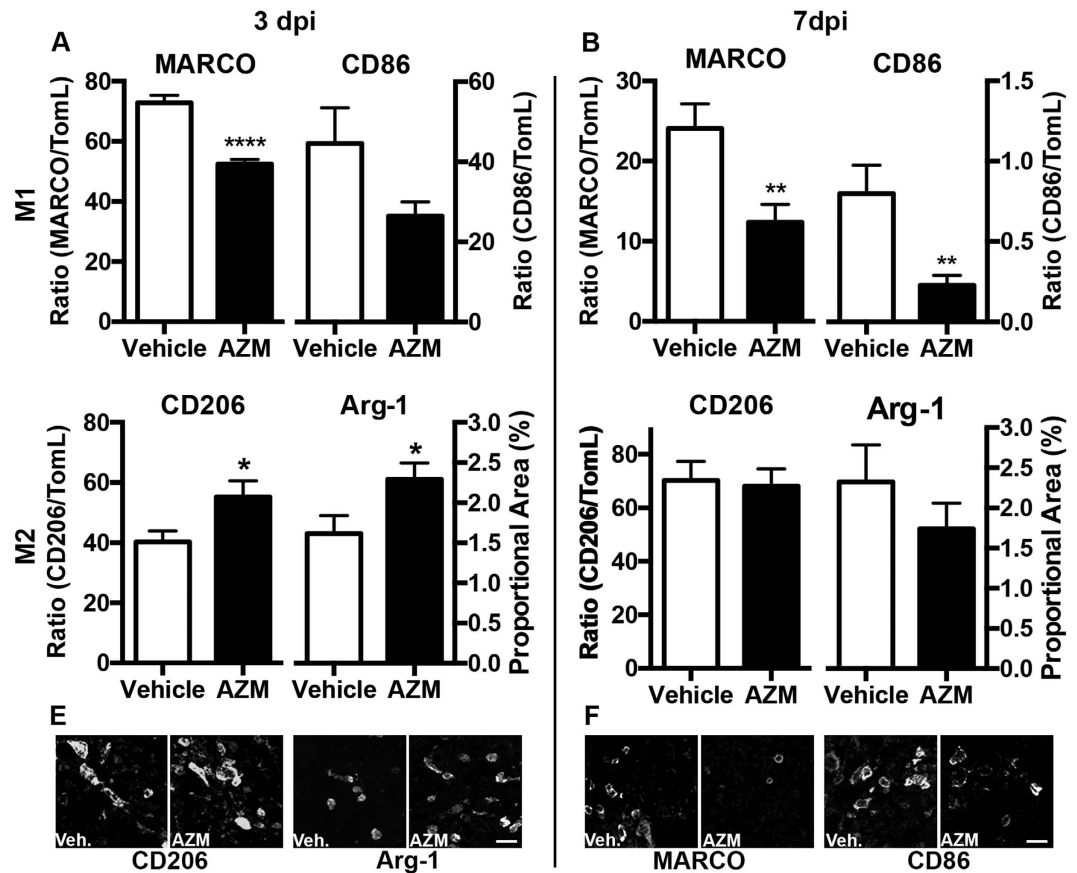 3 dpi
7dpi
A
B
MARCO
CD86
MARCO
CD86
M1
Ratio (MARCO/TomL)
80
60
40
20
0
****
Vehicle AZM
60
40
20
0
Ratio (CD86/TomL)
Vehicle AZM
Ratio (MARCO/TomL)
30
20
10
0
**
Vehicle AZM
1.5
1.0
0.5
0.0
Ratio (CD86/TomL)
**
Vehicle AZM
M2
CD206
Arg-1
CD206
Arg-1
Ratio (CD206/TomL)
80
60
40
20
0
*
Vehicle AZM
3.0
2.5
2.0
1.5
1.0
0.5
0.0
Proportional Area (%)
*
Vehicle AZM
Ratio (CD206/TomL)
80
60
40
20
0
Vehicle AZM
3.0
2.5
2.0
1.5
1.0
0.5
0.0
Proportional Area (%)
Vehicle AZM
E
F
Veh.
AZM
AZM
Veh.
AZM
Veh.
AZM
CD206
Arg-1
MARCO
CD86